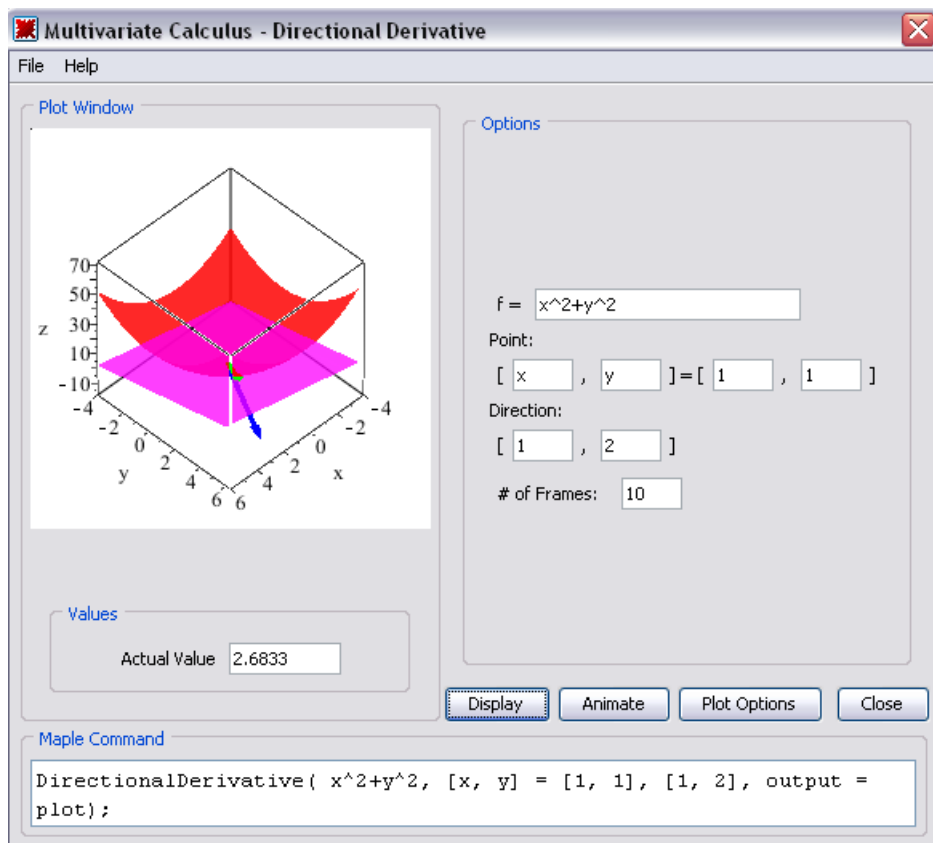 Multivariate Calculus - Directional Derivative
File Help
Plot Window
70
50
30
10
-10
z
-4
-2
0
2
4
6
y
6
4
2
0
-2
-4
x
Values
Actual Value 2.6833
Options
f = x^2+y^2
Point:
[ x , y ]=[ 1 , 1 ]
Direction:
[ 1 , 2 ]
# of Frames: 10
Display Animate Plot Options Close
Maple Command
DirectionalDerivative( x^2+y^2, [x, y] = [1, 1], [1, 2], output =
plot);